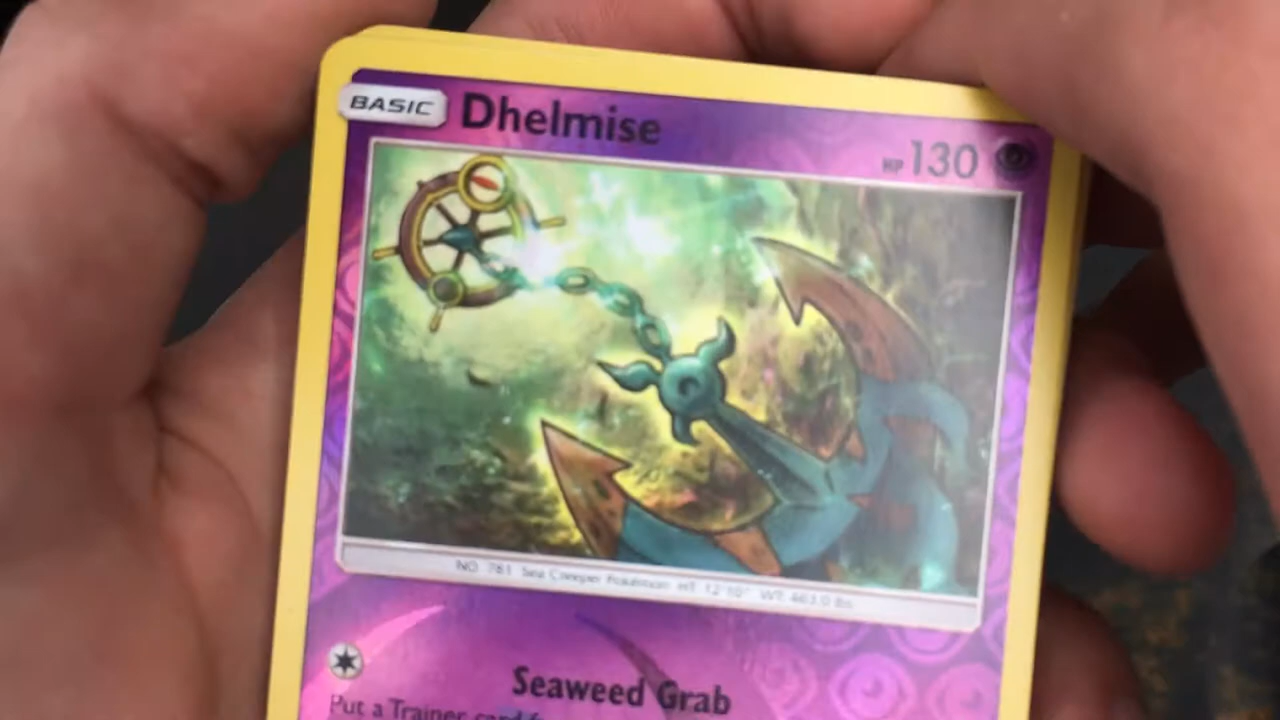 BASIC Dhelmise HP 130
NO. 781 Sea Creeper Pokémon HT: 12'10" WT: 463.0 lbs.
Seaweed Grab
Put a Trainer card